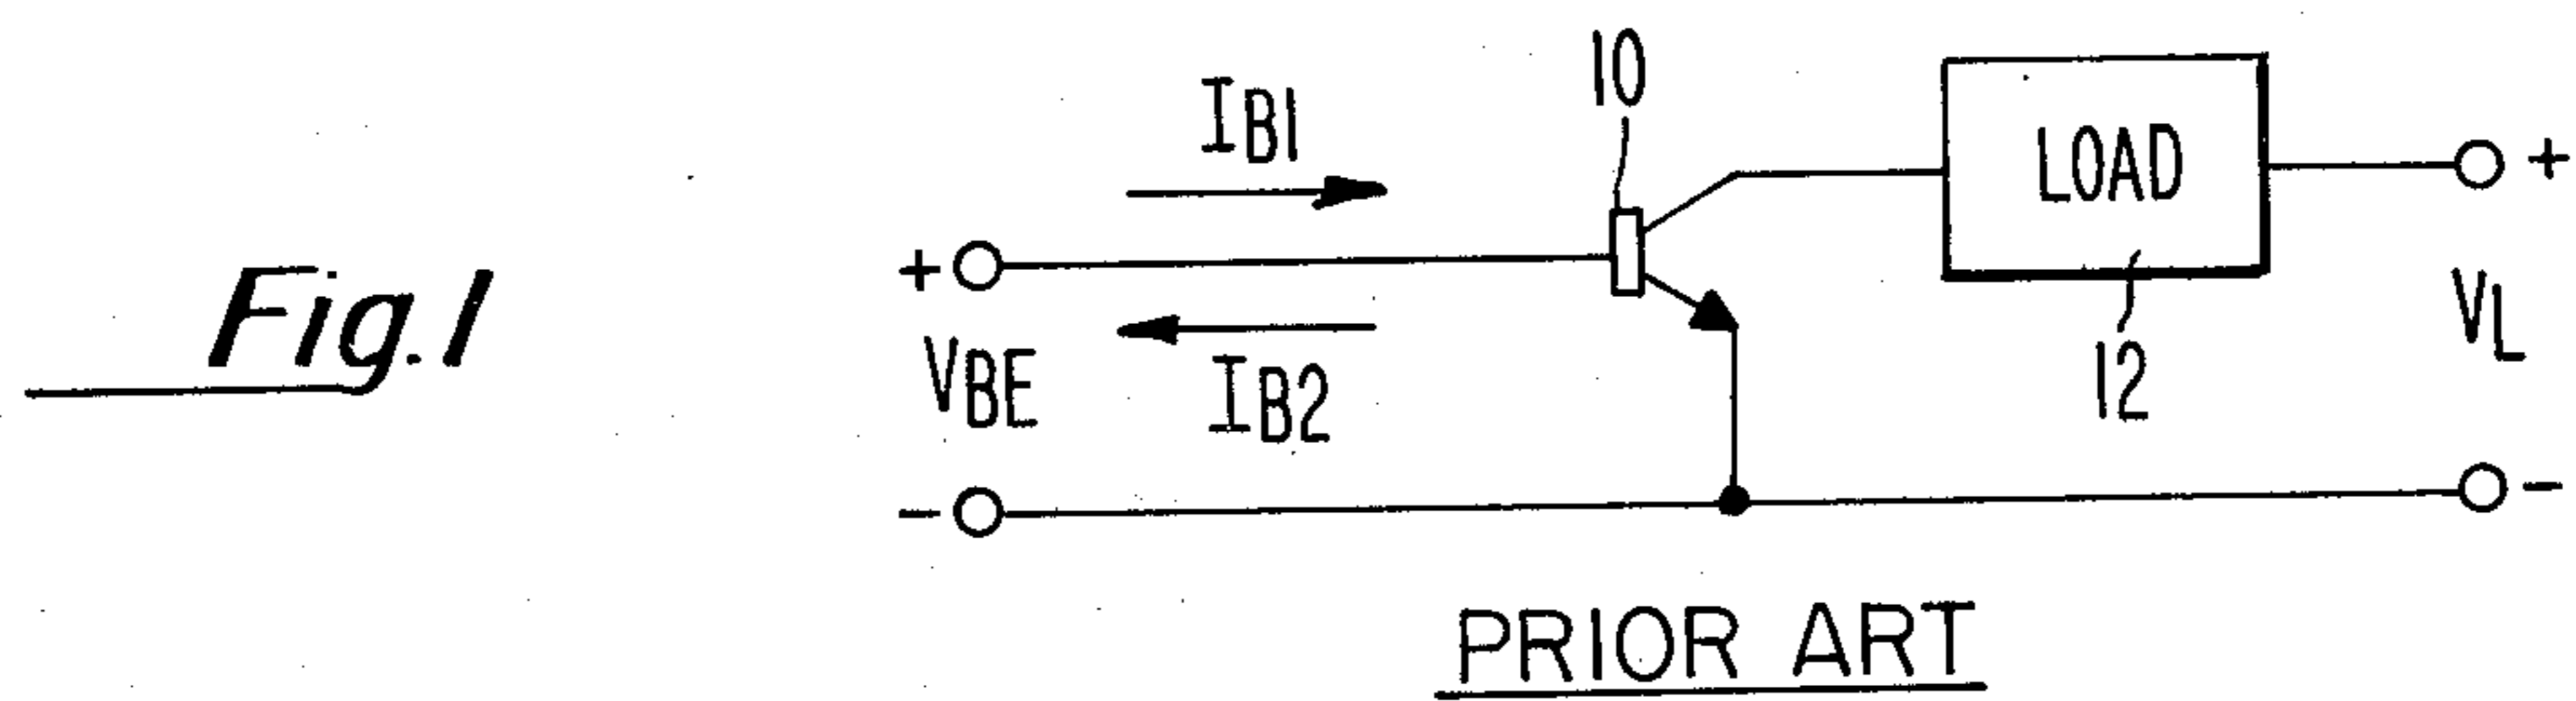 10
IB1
LOAD
+
+
Fig. 1
VBE
IB2
12
VL
-
-
PRIOR ART